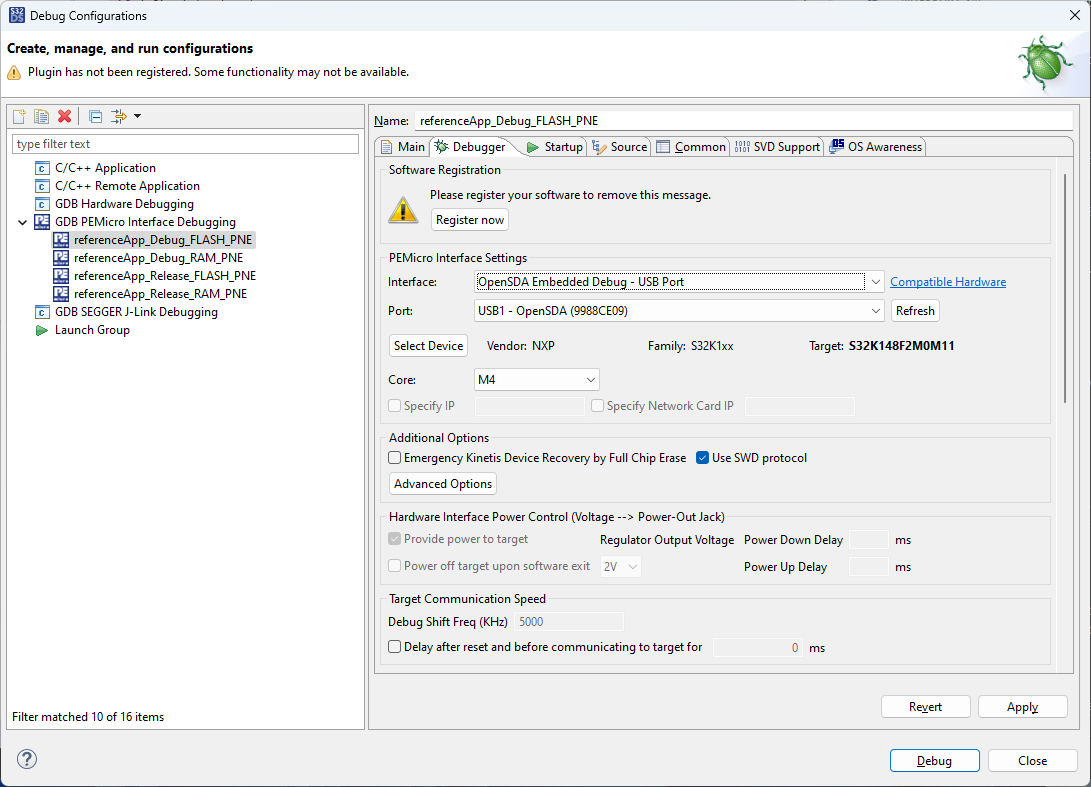 Debug Configurations
Create, manage, and run configurations
Plugin has not been registered. Some functionality may not be available.
type filter text
C/C++ Application
C/C++ Remote Application
GDB Hardware Debugging
GDB PEMicro Interface Debugging
referenceApp_Debug_FLASH_PNE
referenceApp_Debug_RAM_PNE
referenceApp_Release_FLASH_PNE
referenceApp_Release_RAM_PNE
GDB SEGGER J-Link Debugging
Launch Group
Filter matched 10 of 16 items
Name: referenceApp_Debug_FLASH_PNE
Main Debugger Startup Source Common SVD Support OS Awareness
Software Registration
Please register your software to remove this message.
Register now
PEMicro Interface Settings
Interface: OpenSDA Embedded Debug - USB Port Compatible Hardware
Port: USB1 - OpenSDA (9988CE09) Refresh
Select Device Vendor: NXP Family: S32K1xx Target: S32K148F2M0M11
Core: M4
Specify IP Specify Network Card IP
Additional Options
Emergency Kinetis Device Recovery by Full Chip Erase Use SWD protocol
Advanced Options
Hardware Interface Power Control (Voltage --> Power-Out Jack)
Provide power to target Regulator Output Voltage Power Down Delay ms
Power off target upon software exit 2V Power Up Delay ms
Target Communication Speed
Debug Shift Freq (KHz) 5000
Delay after reset and before communicating to target for 0 ms
Revert Apply
Debug Close